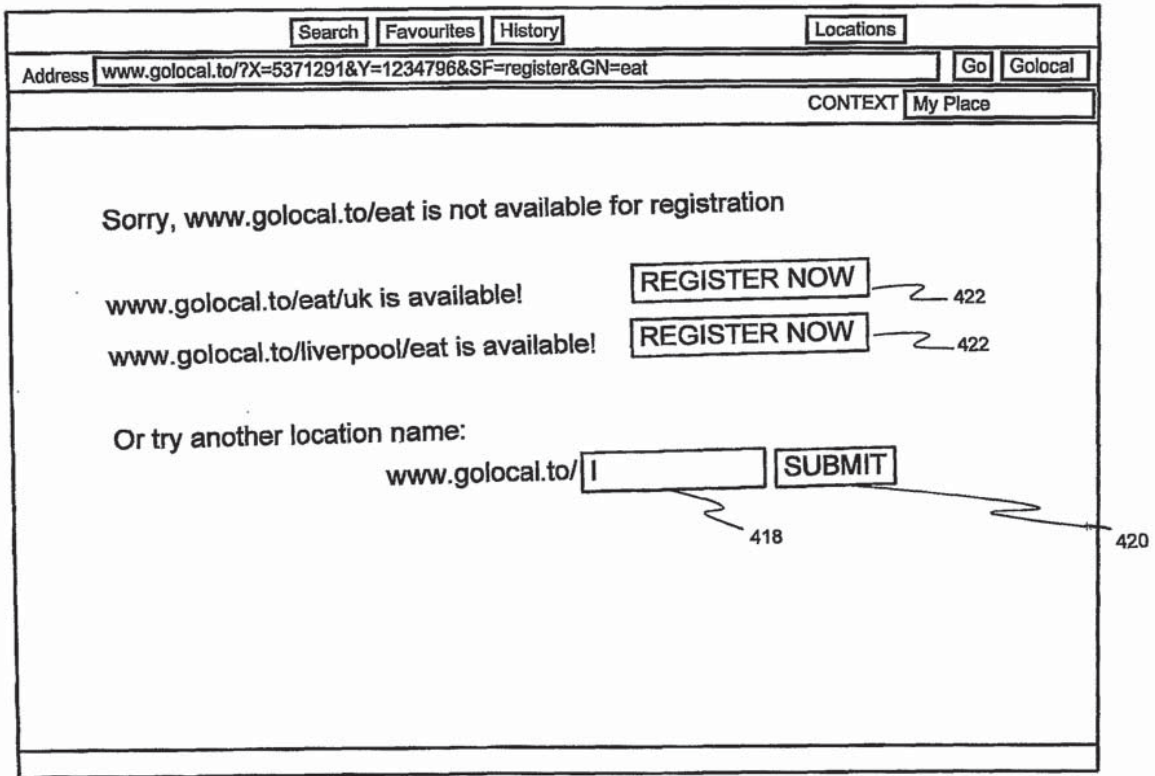 Search Favourites History Locations
Address www.golocal.to/?X=5371291&Y=1234796&SF=register&GN=eat Go Golocal
CONTEXT My Place
Sorry, www.golocal.to/eat is not available for registration
www.golocal.to/eat/uk is available! REGISTER NOW 422
www.golocal.to/liverpool/eat is available! REGISTER NOW 422
Or try another location name:
www.golocal.to/ SUBMIT
418
420